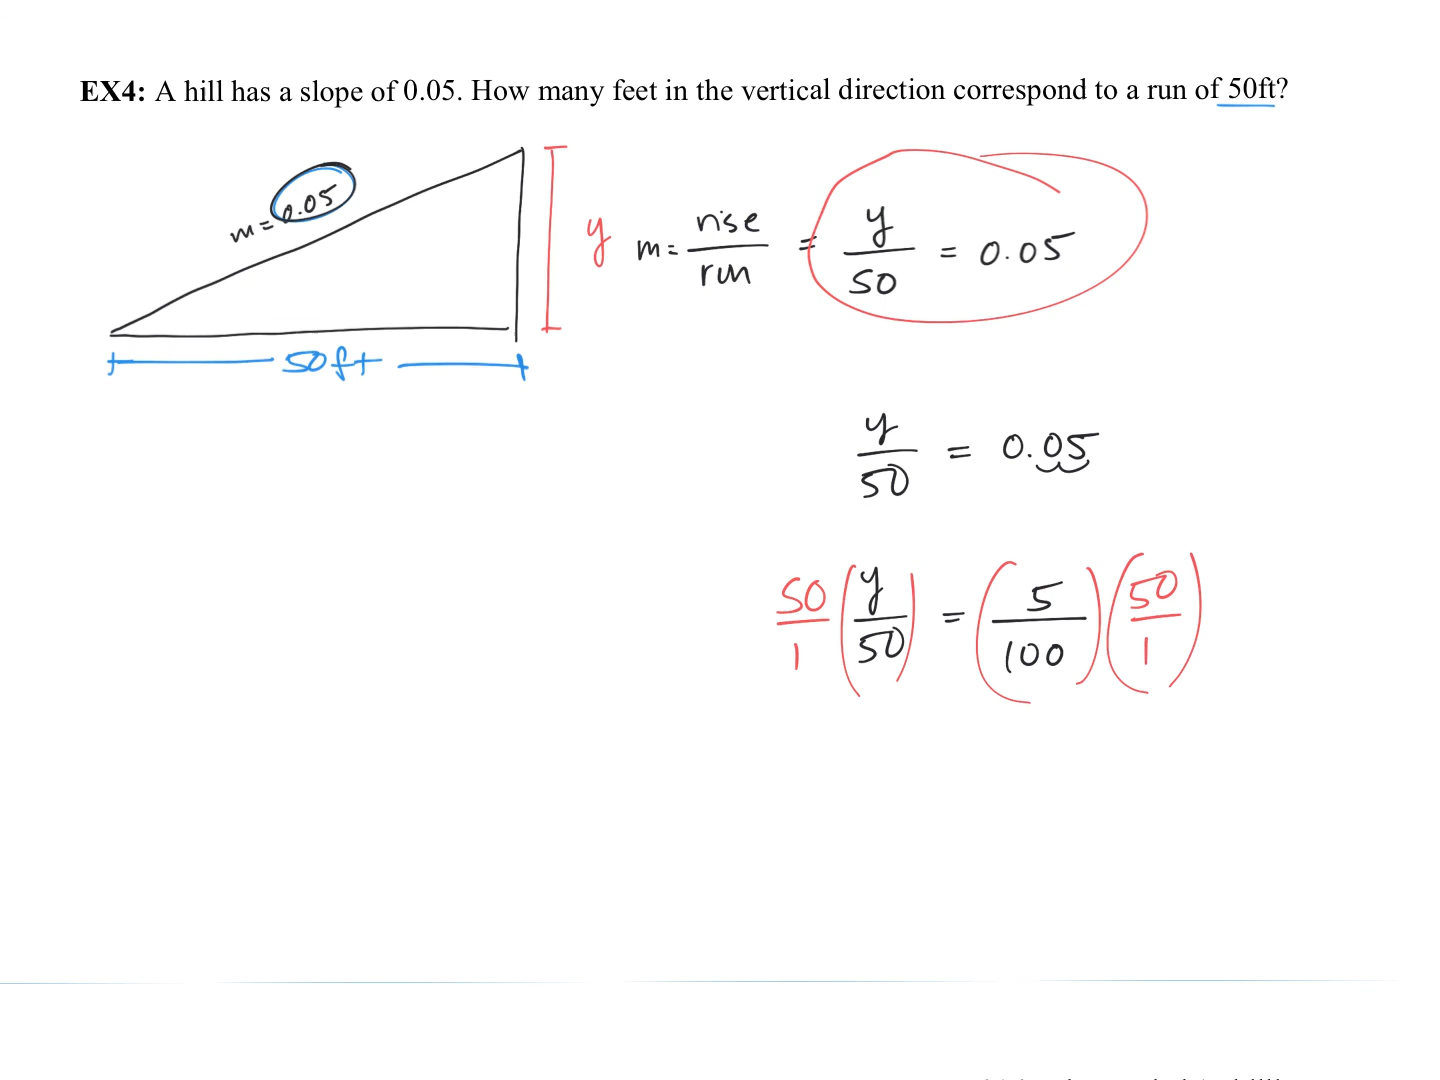 EX4: A hill has a slope of 0.05. How many feet in the vertical direction correspond to a run of 50ft?
m = 0.05
y
50ft
m = rise/run = y/50 = 0.05
y/50 = 0.05
50/1 (y/50) = (5/100)(50/1)